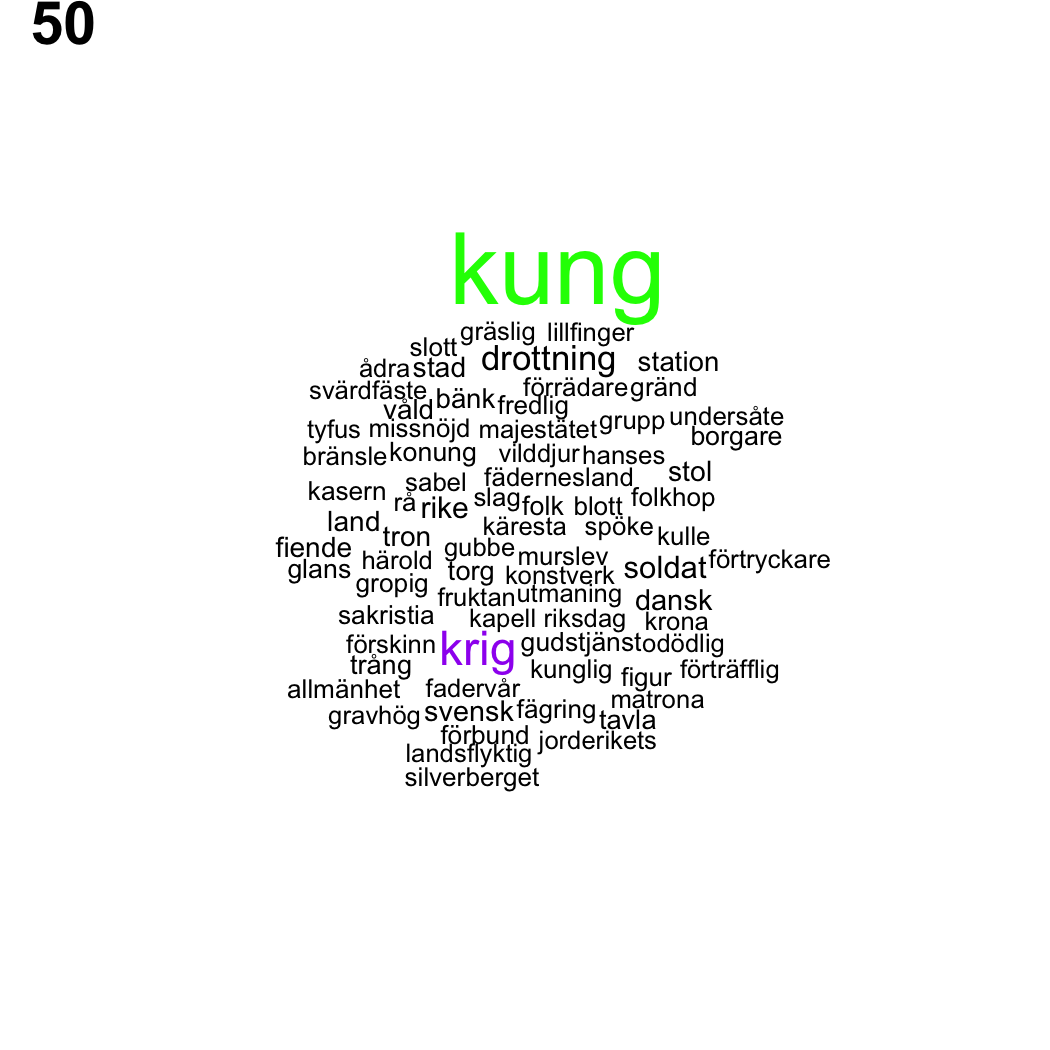 50
kung
gräslig lillfinger
slott drottning station
ådra stad
svärdfäste bänk förrädare gränd
våld fredlig
tyfus missnöjd majestätet grupp undersåte
borgare
bränsle konung vilddjur hanses
sabel fädernesland stol
kasern rå rike slag folk blott folkhop
land käresta spöke kulle
fiende tron gubbe murslev förtryckare
glans härold torg konstverk soldat
gropig fruktan utmaning dansk
sakristia kapell riksdag krona
förskinn krig gudstjänst odödlig
trång kunglig figur förträfflig
allmänhet fadervår matrona
gravhög svensk fägring tavla
förbund jorderikets
landsflyktig
silverberget